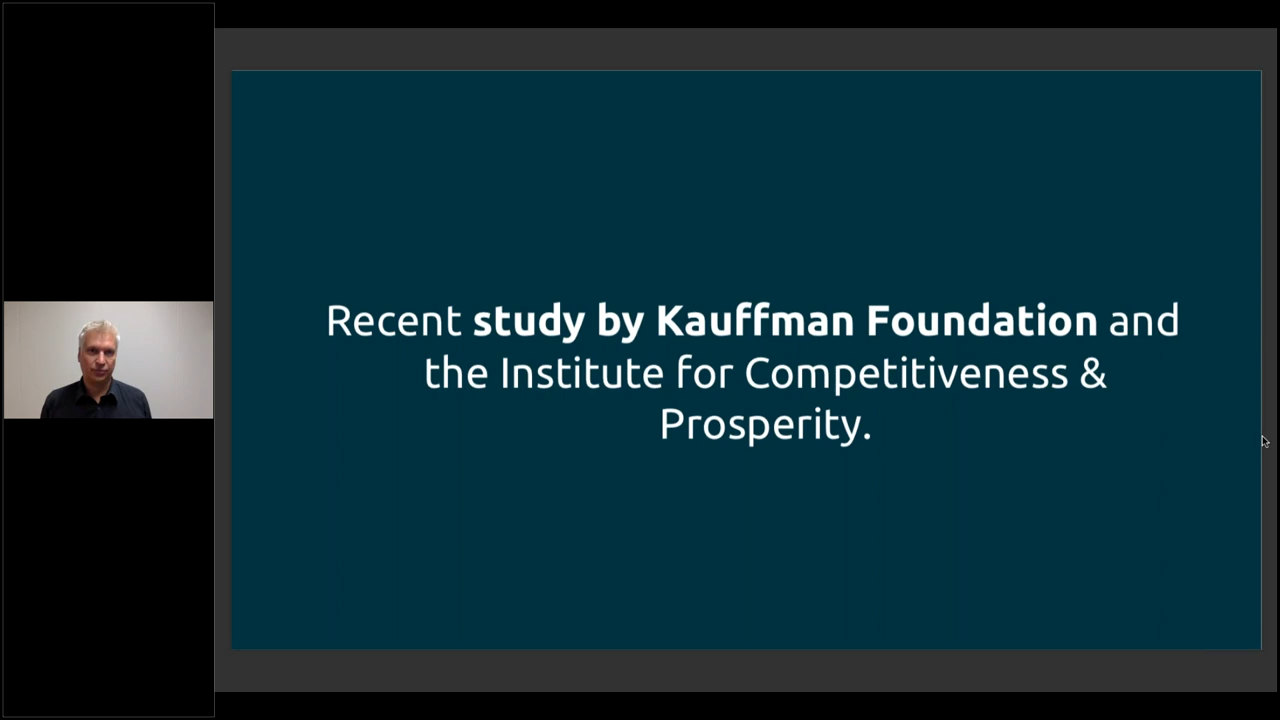 Recent study by Kauffman Foundation and
the Institute for Competitiveness &
Prosperity.